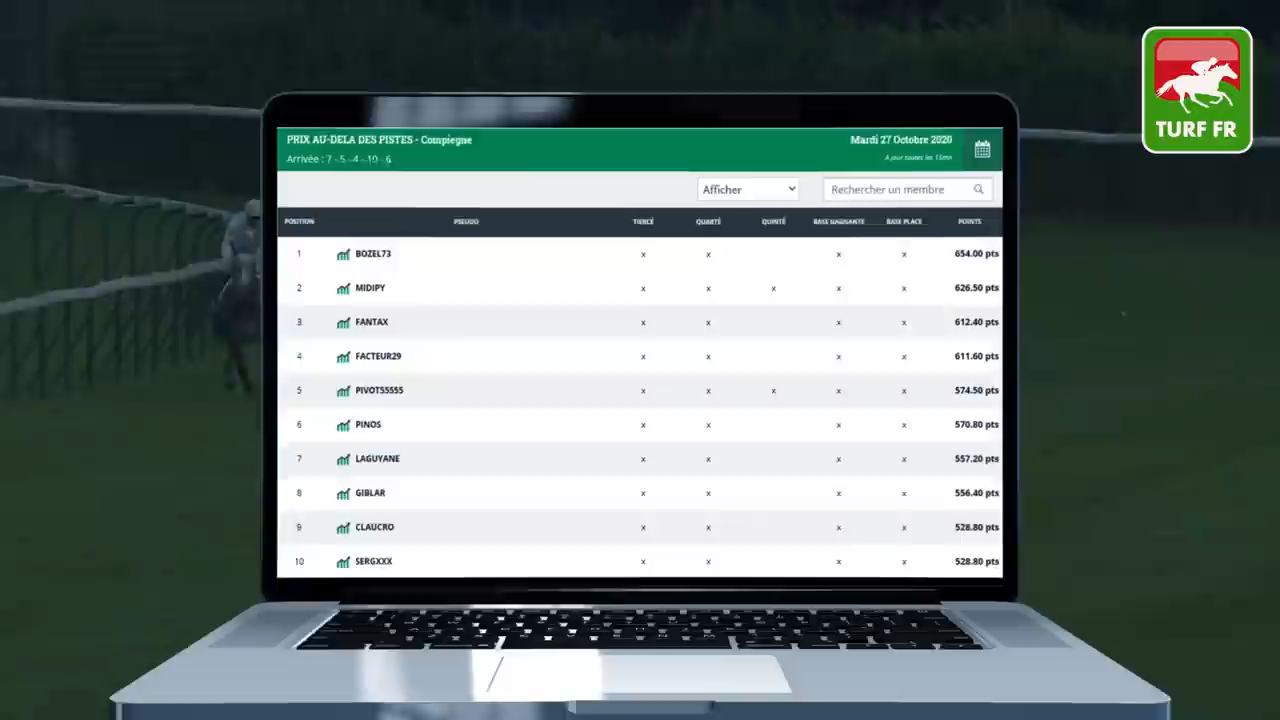 TURF FR
PRIX AU-DELA DES PISTES - Compiegne
Mardi 27 Octobre 2020
Arrivée : 7 - 5 - 4 - 10 - 6
A jour toutes les 15mn
Afficher
Rechercher un membre
POSITION PSEUDO TIERCÉ QUARTÉ QUINTÉ BASE GAGNANTE BASE PLACE POINTS
1 BOZEL73 x x x x 654.00 pts
2 MIDIPY x x x x x 626.50 pts
3 FANTAX x x x x 612.40 pts
4 FACTEUR29 x x x x 611.60 pts
5 PIVOT55555 x x x x x 574.50 pts
6 PINOS x x x x 570.80 pts
7 LAGUYANE x x x x 557.20 pts
8 GIBLAR x x x x 556.40 pts
9 CLAUCRO x x x x 528.80 pts
10 SERGXXX x x x x 528.80 pts